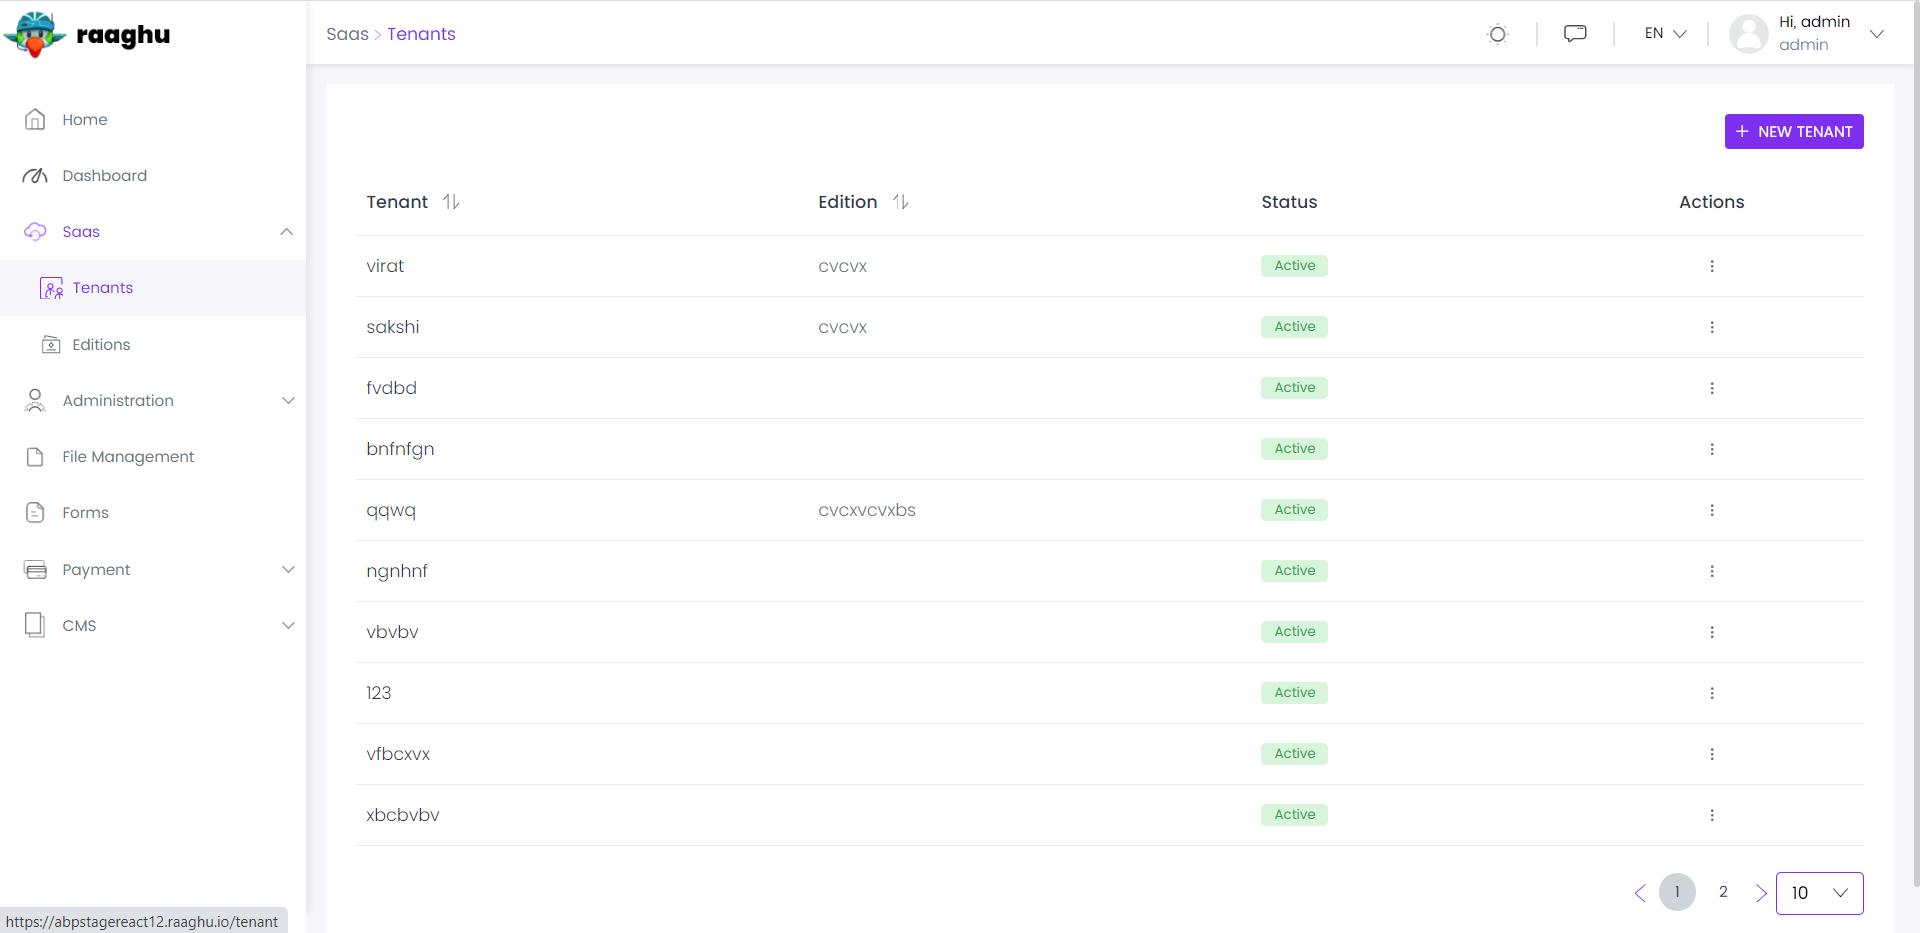 raaghu
Saas > Tenants
EN
Hi, admin
admin
Home
Dashboard
Saas
Tenants
Editions
Administration
File Management
Forms
Payment
CMS
+ NEW TENANT
Tenant Edition Status Actions
virat cvcvx Active
sakshi cvcvx Active
fvdbd Active
bnfnfgn Active
qqwq cvcxvcvxbs Active
ngnhnf Active
vbvbv Active
123 Active
vfbcxvx Active
xbcbvbv Active
1 2 10
https://abpstagereact12.raaghu.io/tenant